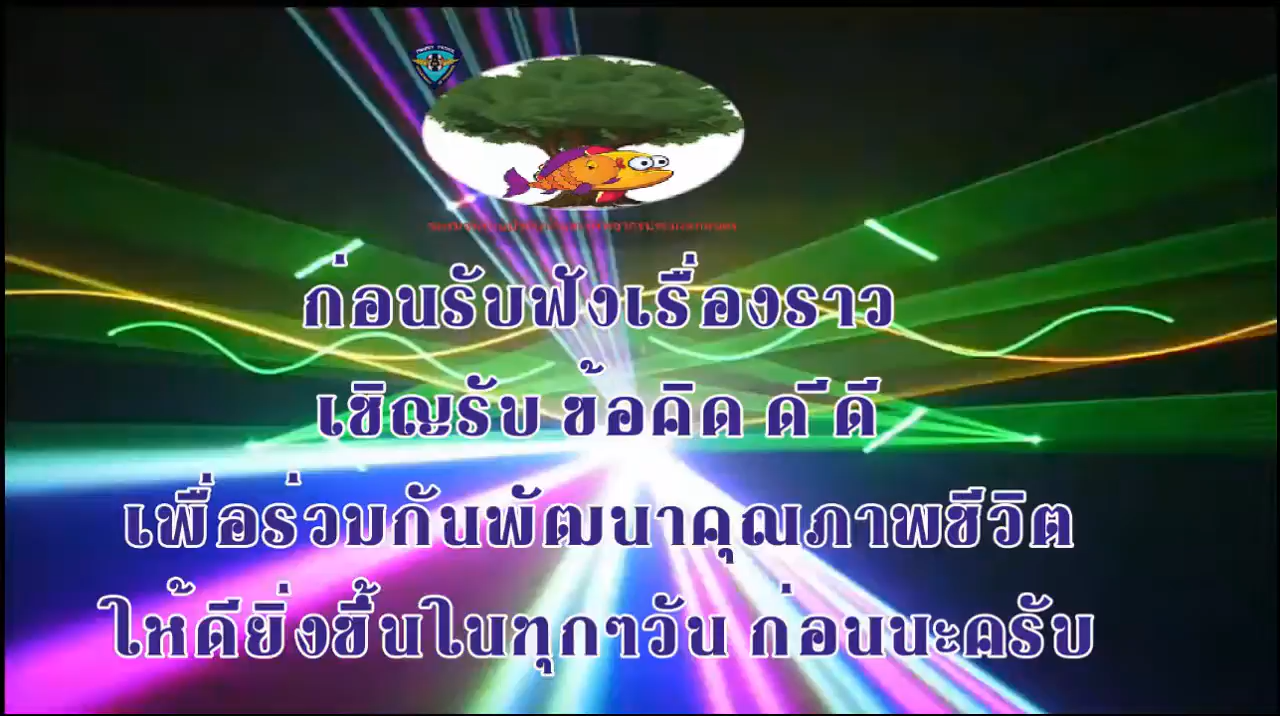 ก่อนรับฟังเรื่องราว
เชิญรับ ข้อคิด ดี ดี
เพื่อร่วมกันพัฒนาคุณภาพชีวิต
ให้ดียิ่งขึ้นในทุกๆวัน ก่อนนะครับ